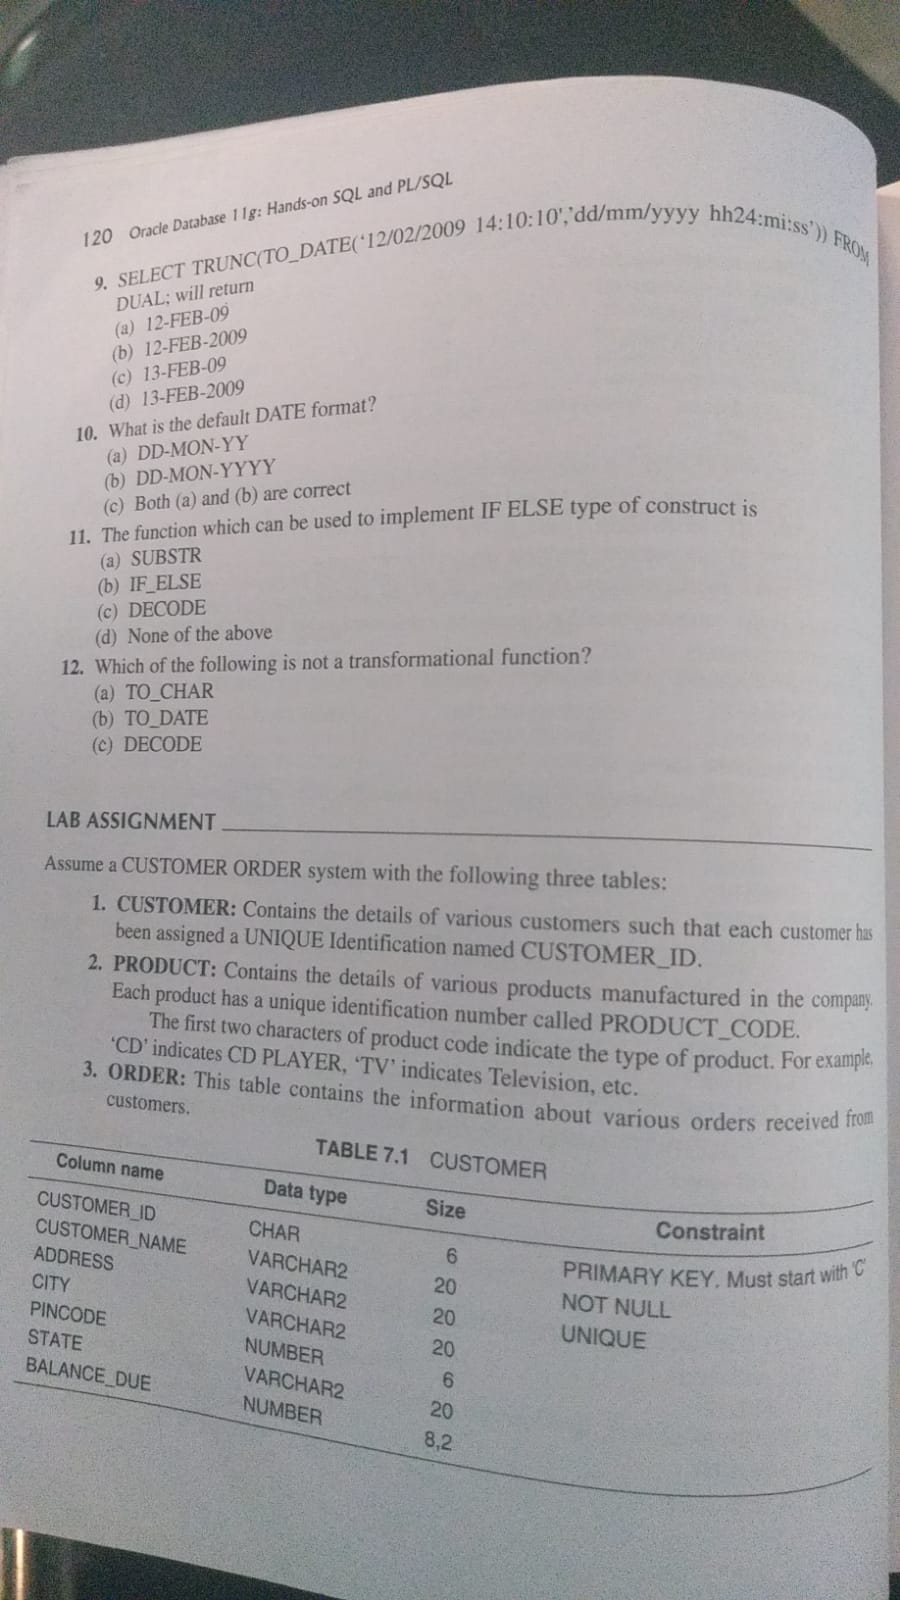 120 Oracle Database 11g: Hands-on SQL and PL/SQL
9. SELECT TRUNC(TO_DATE(‘12/02/2009 14:10:10’,’dd/mm/yyyy hh24:mi:ss’)) FROM
DUAL; will return
(a) 12-FEB-09
(b) 12-FEB-2009
(c) 13-FEB-09
(d) 13-FEB-2009
10. What is the default DATE format?
(a) DD-MON-YY
(b) DD-MON-YYYY
(c) Both (a) and (b) are correct
11. The function which can be used to implement IF ELSE type of construct is
(a) SUBSTR
(b) IF_ELSE
(c) DECODE
(d) None of the above
12. Which of the following is not a transformational function?
(a) TO_CHAR
(b) TO_DATE
(c) DECODE
LAB ASSIGNMENT
Assume a CUSTOMER ORDER system with the following three tables:
1. CUSTOMER: Contains the details of various customers such that each customer has
been assigned a UNIQUE Identification named CUSTOMER_ID.
2. PRODUCT: Contains the details of various products manufactured in the company.
Each product has a unique identification number called PRODUCT_CODE.
The first two characters of product code indicate the type of product. For example,
‘CD’ indicates CD PLAYER, ‘TV’ indicates Television, etc.
3. ORDER: This table contains the information about various orders received from
customers.
TABLE 7.1 CUSTOMER
Column name Data type Size Constraint
CUSTOMER_ID CHAR 6 PRIMARY KEY. Must start with ‘C’
CUSTOMER_NAME VARCHAR2 20 NOT NULL
ADDRESS VARCHAR2 20 UNIQUE
CITY VARCHAR2 20
PINCODE NUMBER 6
STATE VARCHAR2 20
BALANCE_DUE NUMBER 8,2